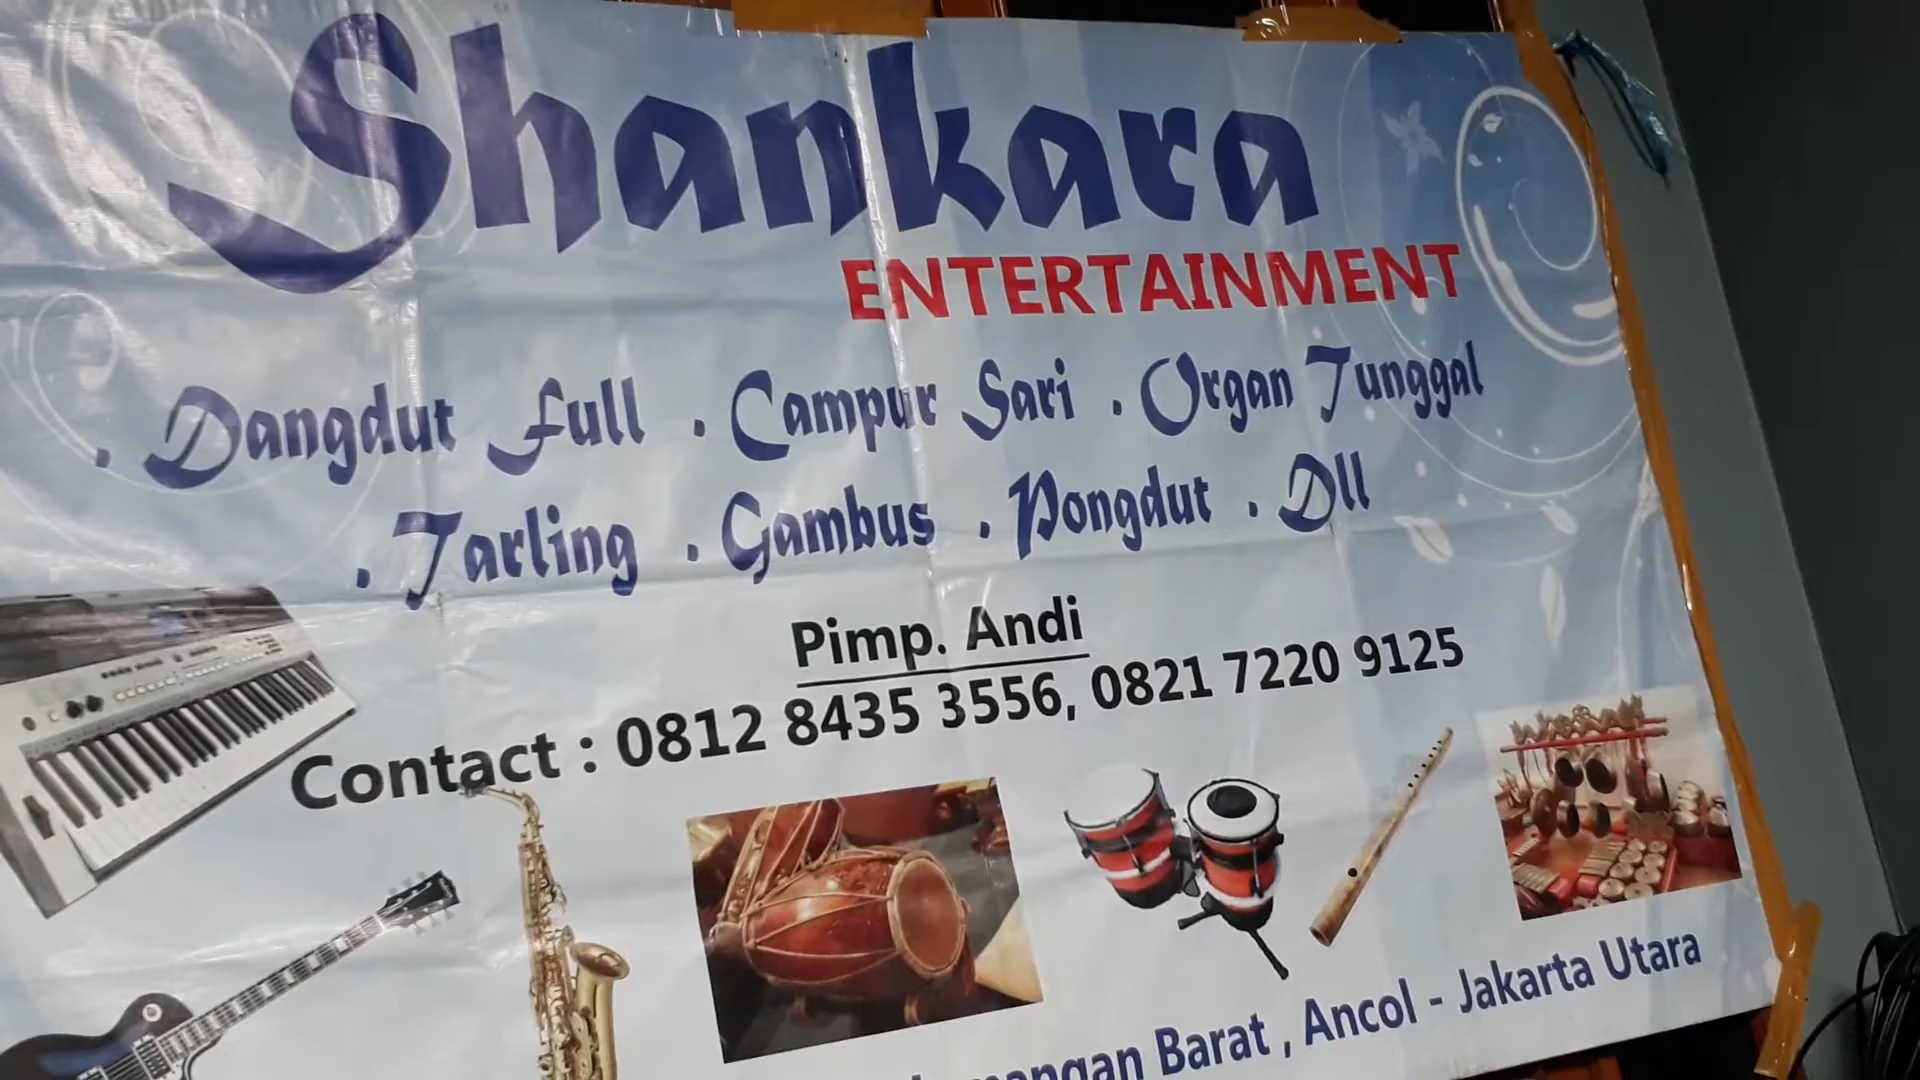 Shankara
ENTERTAINMENT
. Dangdut Full . Campur Sari . Organ Tunggal
. Tarling . Gambus . Pongdut . Dll
Pimp. Andi
Contact : 0812 8435 3556, 0821 7220 9125
Barat , Ancol - Jakarta Utara